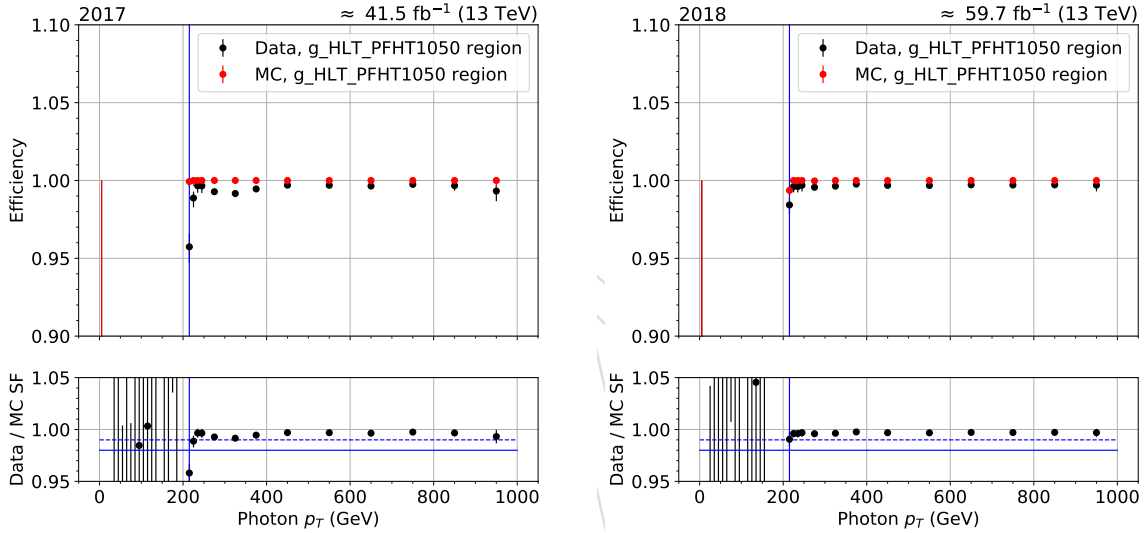 2017 ≈ 41.5 fb⁻¹ (13 TeV)
Data, g_HLT_PFHT1050 region
MC, g_HLT_PFHT1050 region
Efficiency
1.10
1.05
1.00
0.95
0.90
Data / MC SF
1.05
1.00
0.95
0 200 400 600 800 1000
Photon p_T (GeV)
2018 ≈ 59.7 fb⁻¹ (13 TeV)
Data, g_HLT_PFHT1050 region
MC, g_HLT_PFHT1050 region
Efficiency
1.10
1.05
1.00
0.95
0.90
Data / MC SF
1.05
1.00
0.95
0 200 400 600 800 1000
Photon p_T (GeV)